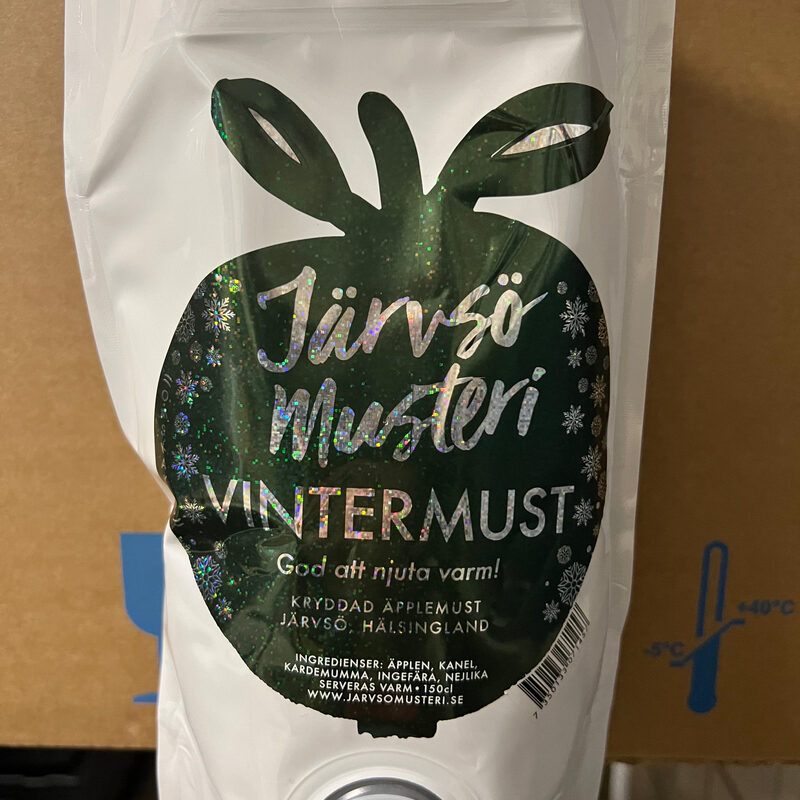 Järvsö
Musteri
VINTERMUST
God att njuta varm!
KRYDDAD ÄPPLEMUST
JÄRVSÖ, HÄLSINGLAND
INGREDIENSER: ÄPPLEN, KANEL,
KARDEMUMMA, INGEFÄRA, NEJLIKA
SERVERAS VARM • 150cl
WWW.JARVSOMUSTERI.SE
+40°C
-5°C